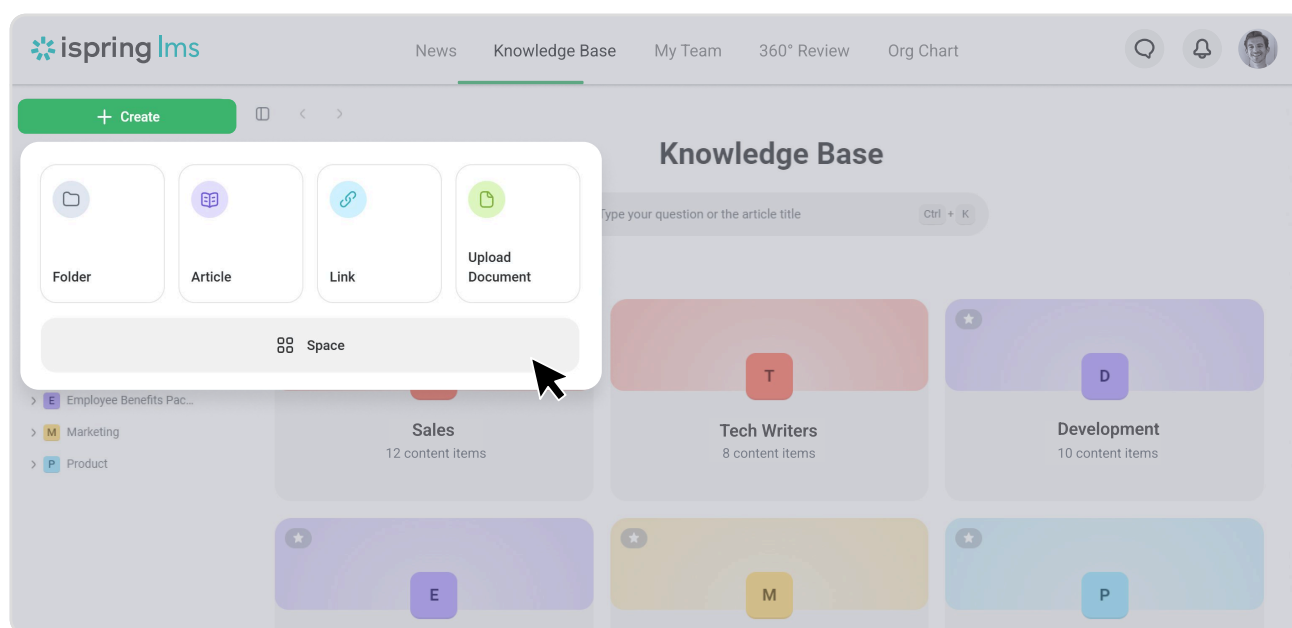 ispring lms
News Knowledge Base My Team 360° Review Org Chart
+ Create
Knowledge Base
Type your question or the article title Ctrl + K
Folder
Article
Link
Upload
Document
Space
Employee Benefits Pac...
E
M Marketing
P Product
T
D
Sales
12 content items
Tech Writers
8 content items
Development
10 content items
E
M
P